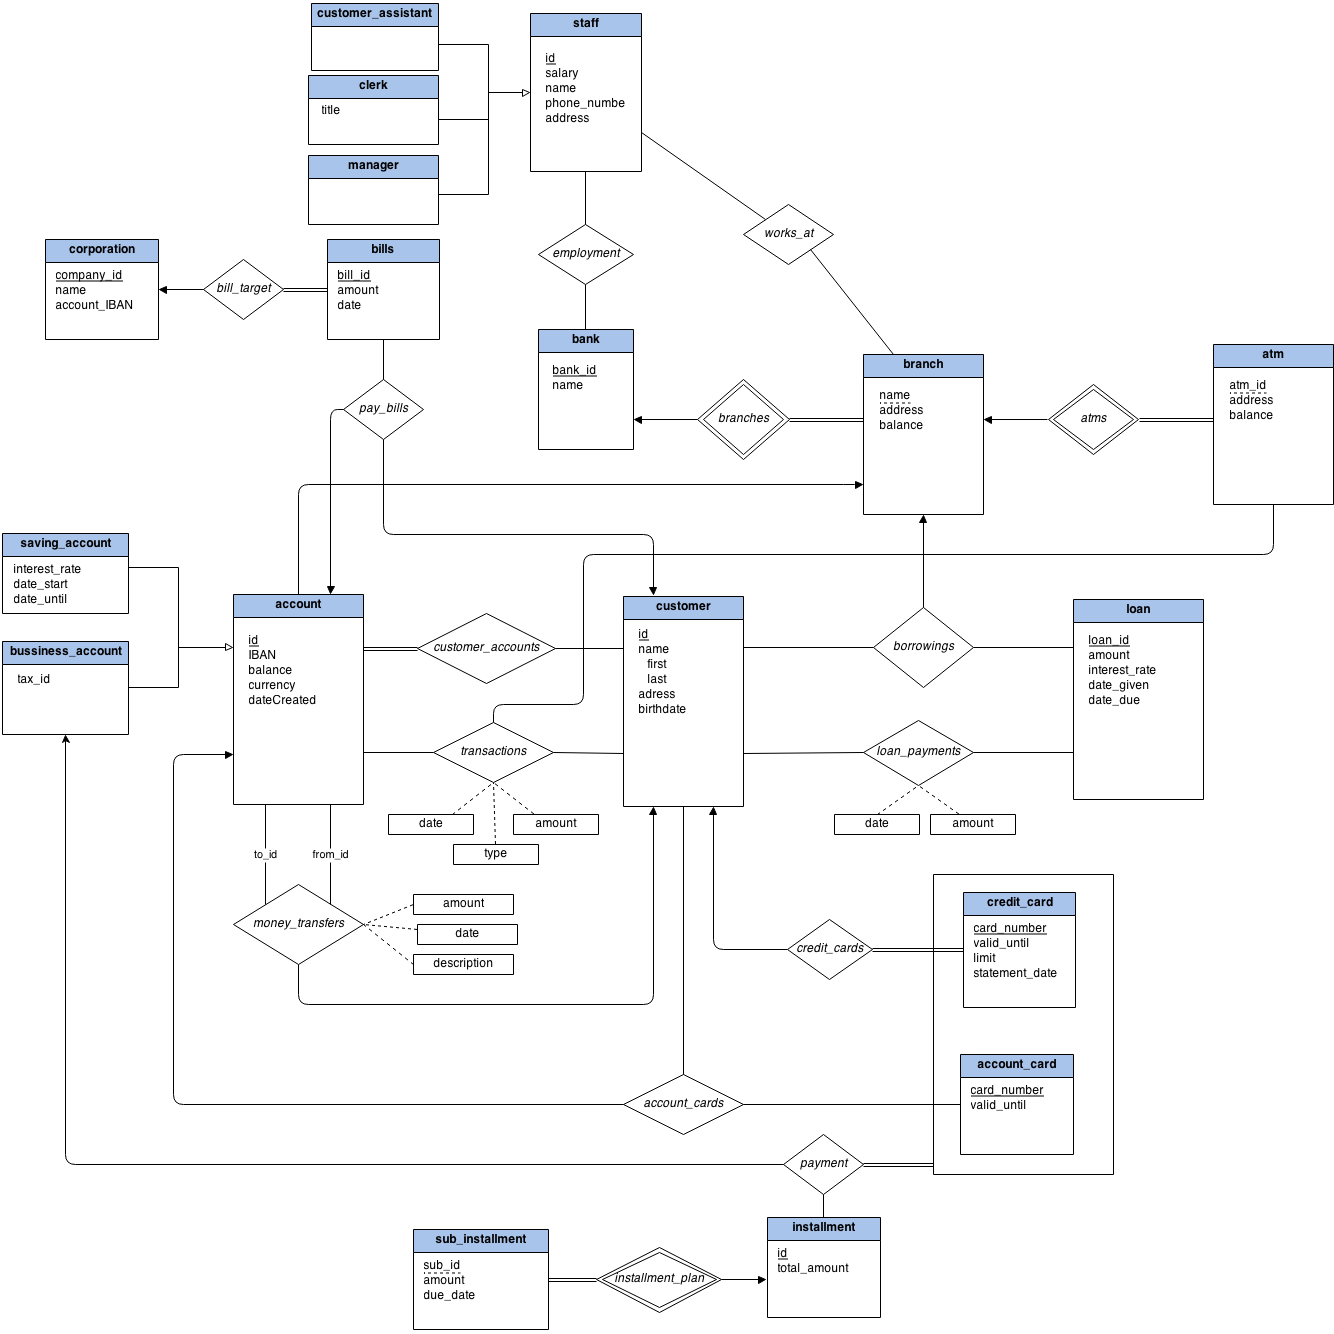 customer_assistant
staff
id
salary
name
phone_numbe
address
clerk
title
manager
works_at
employment
corporation
company_id
name
account_IBAN
bill_target
bills
bill_id
amount
date
bank
bank_id
name
branch
name
address
balance
atm
atm_id
address
balance
pay_bills
branches
atms
saving_account
interest_rate
date_start
date_until
bussiness_account
tax_id
account
id
IBAN
balance
currency
dateCreated
customer_accounts
customer
id
name
first
last
adress
birthdate
borrowings
loan
loan_id
amount
interest_rate
date_given
date_due
transactions
date
amount
type
loan_payments
date
amount
to_id
from_id
money_transfers
amount
date
description
credit_cards
credit_card
card_number
valid_until
limit
statement_date
account_cards
account_card
card_number
valid_until
payment
sub_installment
sub_id
amount
due_date
installment_plan
installment
id
total_amount